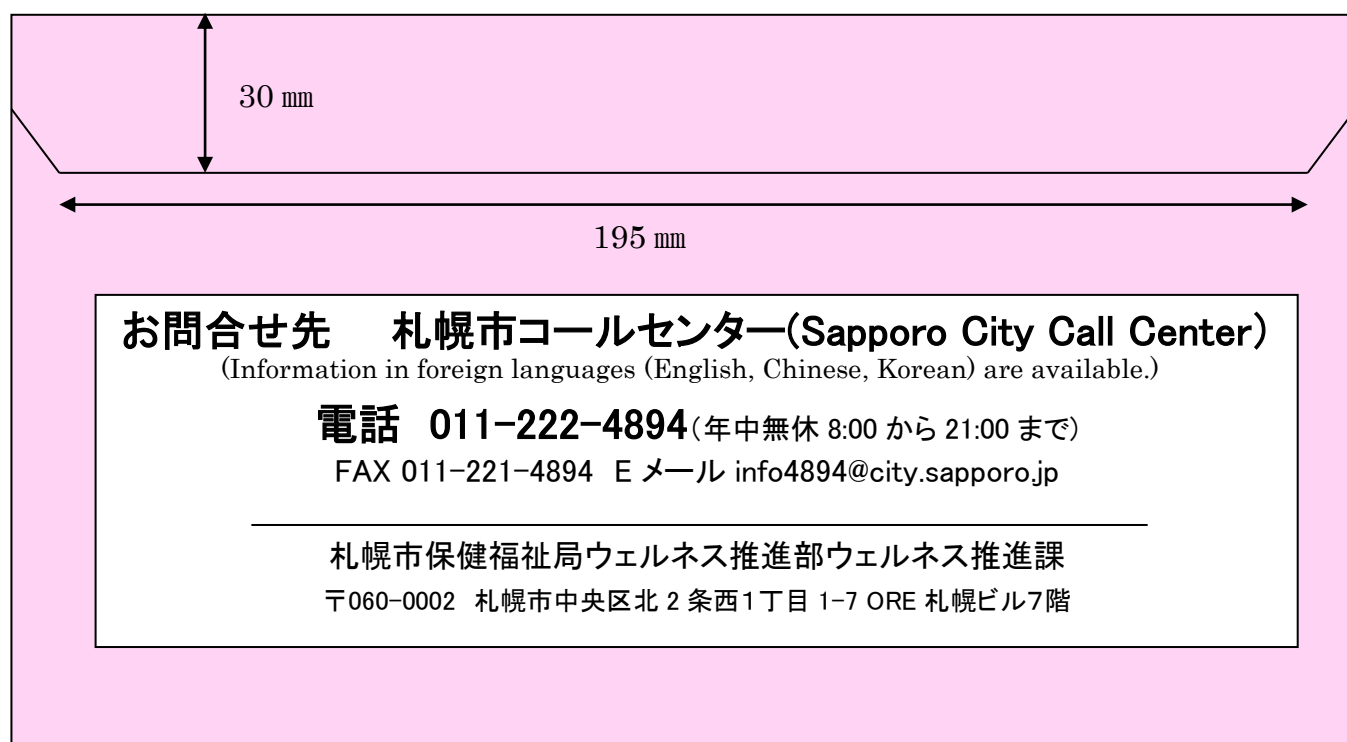 30 ㎜
195 ㎜
お問合せ先　札幌市コールセンター(Sapporo City Call Center)
(Information in foreign languages (English, Chinese, Korean) are available.)
電話　011-222-4894(年中無休 8:00 から 21:00 まで)
FAX 011-221-4894　E メール info4894@city.sapporo.jp
札幌市保健福祉局ウェルネス推進部ウェルネス推進課
〒060-0002　札幌市中央区北 2 条西1丁目 1-7 ORE 札幌ビル7階